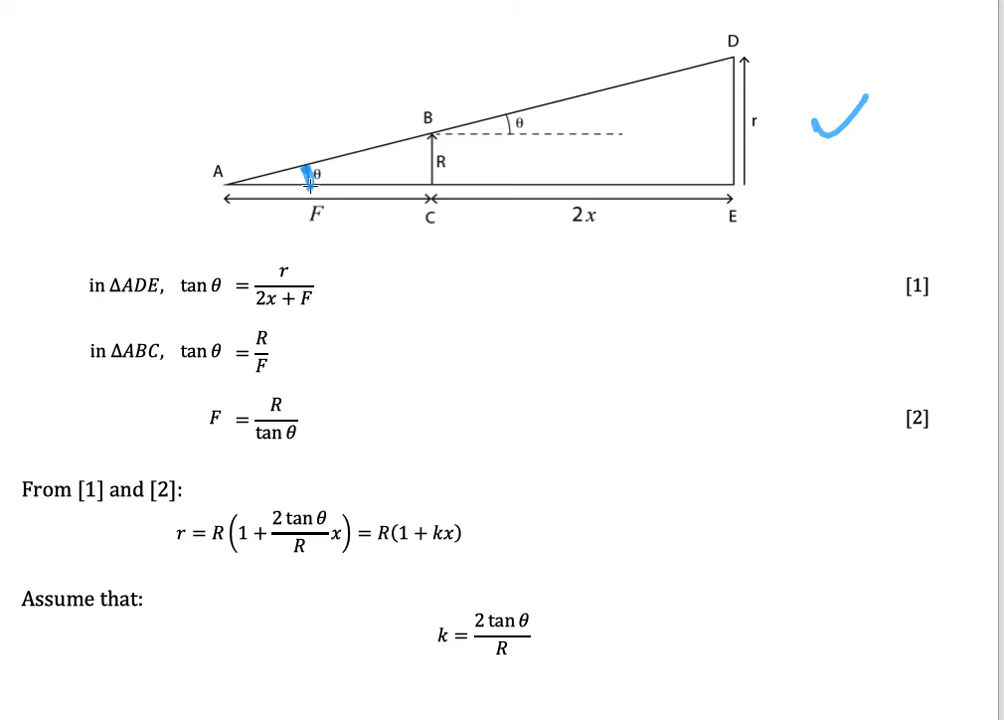 D
B
θ
r
A
θ
R
F
C
2x
E
in ΔADE, tan θ = r / (2x + F) [1]
in ΔABC, tan θ = R / F
F = R / tan θ [2]
From [1] and [2]:
r = R(1 + (2 tan θ / R) x) = R(1 + kx)
Assume that:
k = 2 tan θ / R